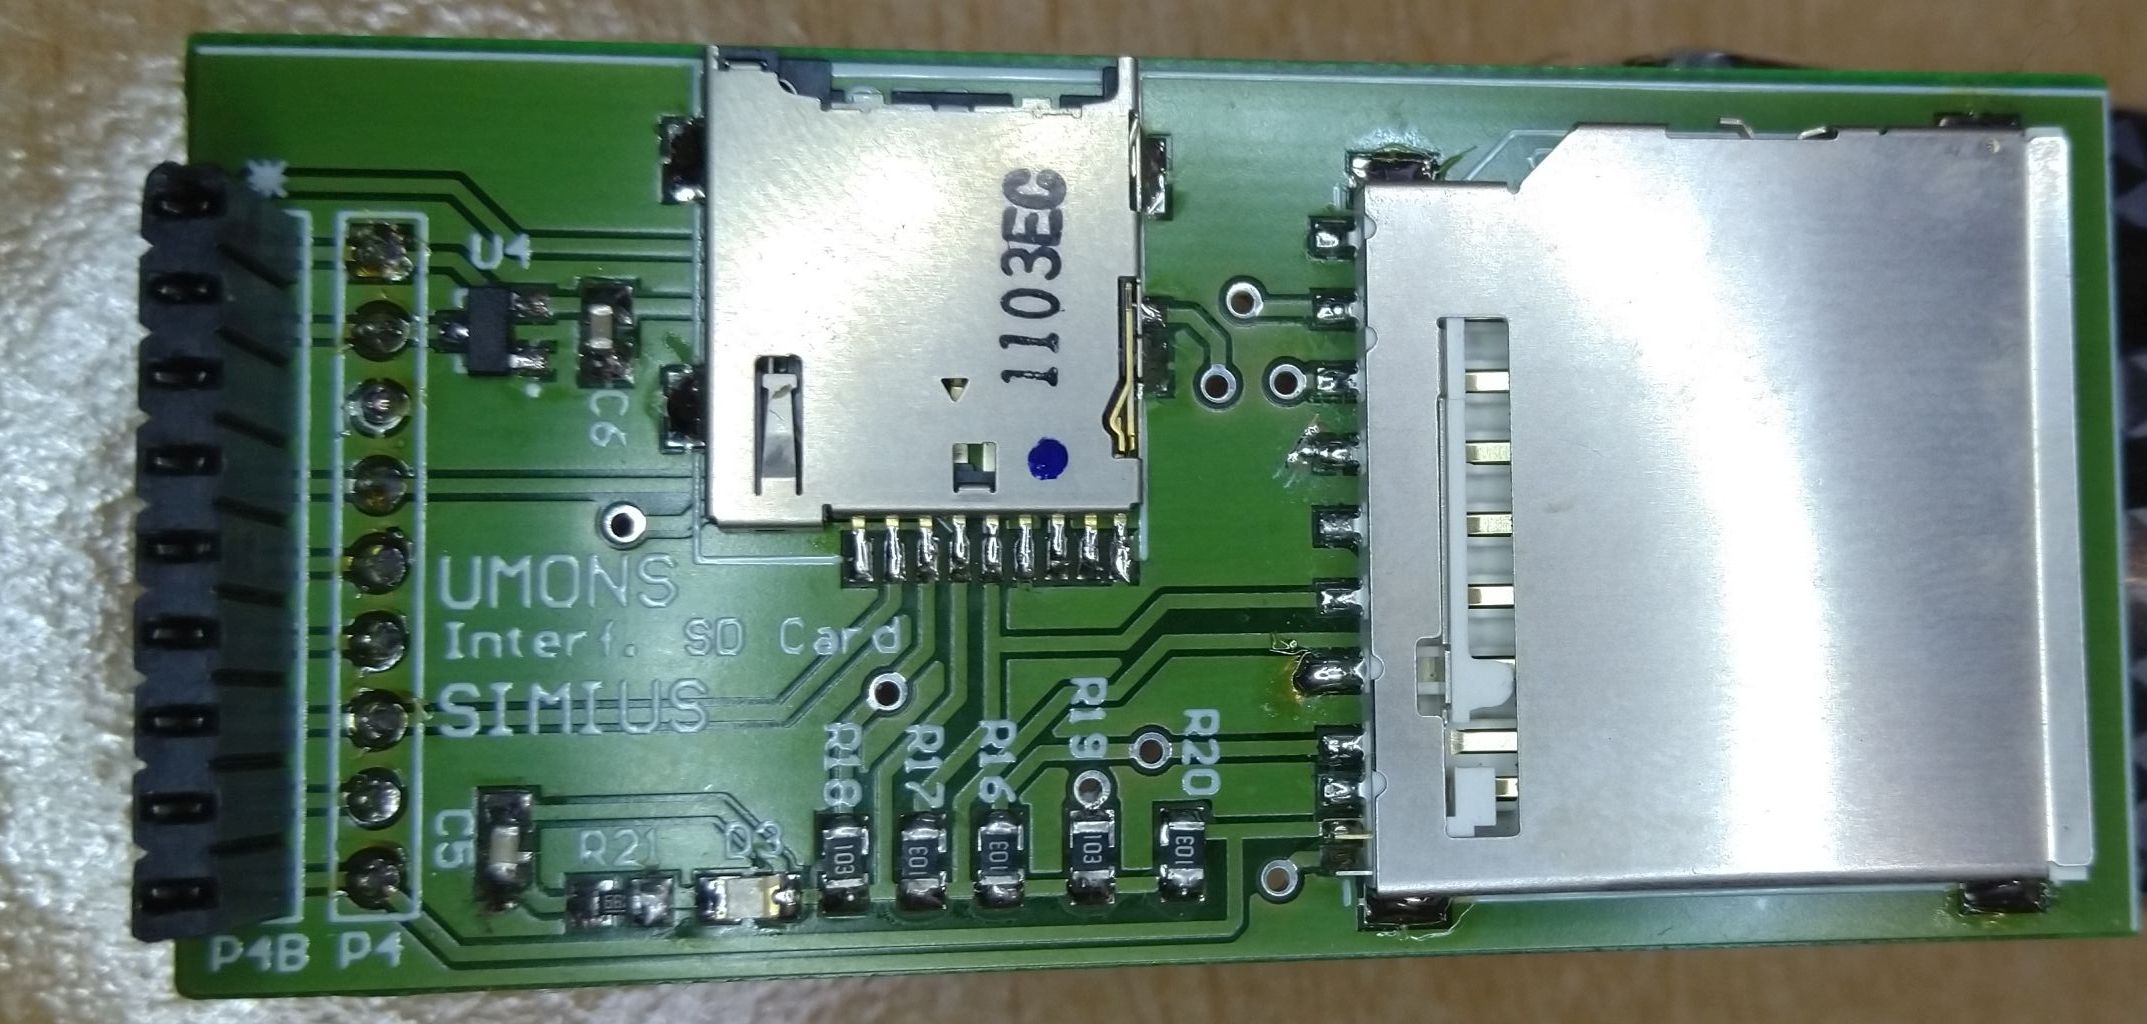 U4
C6
1103EC
UMONS
Interf. SD Card
SIMIUS
R18
R17
R16
R19
R20
C5
R21
D3
103
103
103
103
103
P4B
P4